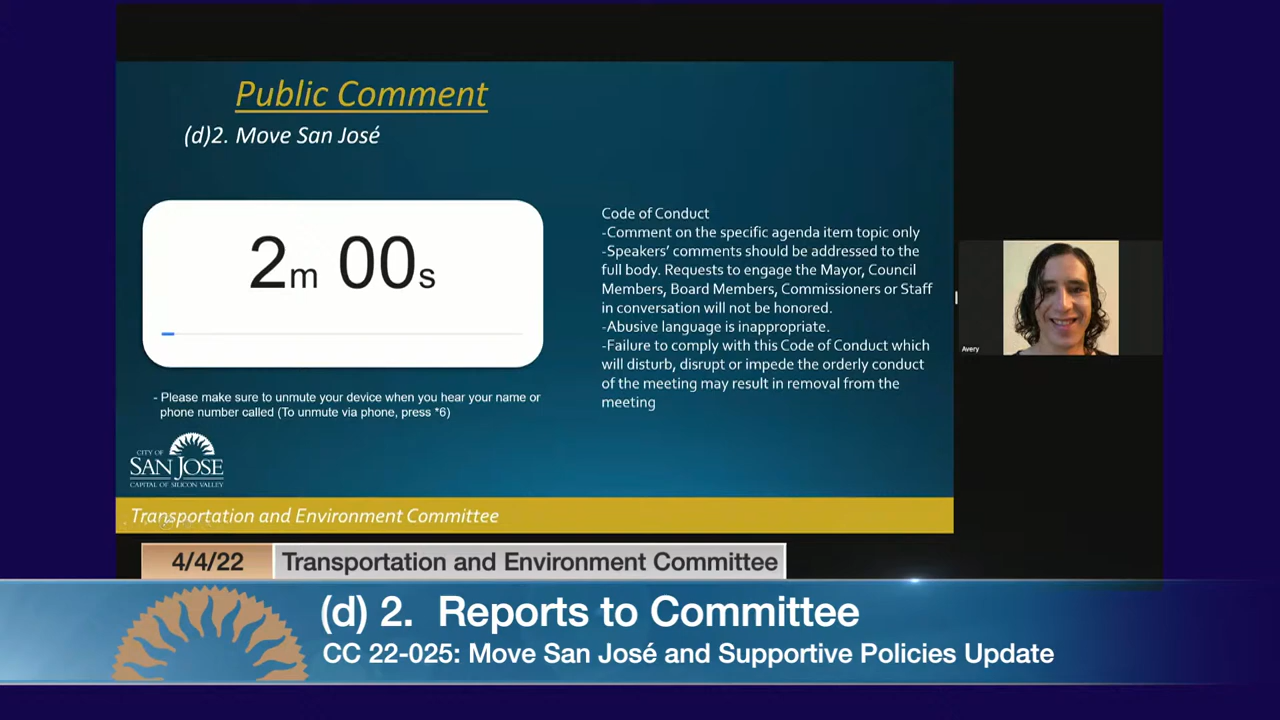 Public Comment
(d)2. Move San José
2m 00s
- Please make sure to unmute your device when you hear your name or
phone number called (To unmute via phone, press *6)
Code of Conduct
-Comment on the specific agenda item topic only
-Speakers' comments should be addressed to the
full body. Requests to engage the Mayor, Council
Members, Board Members, Commissioners or Staff
in conversation will not be honored.
-Abusive language is inappropriate.
-Failure to comply with this Code of Conduct which
will disturb, disrupt or impede the orderly conduct
of the meeting may result in removal from the
meeting
Avery
CITY OF
SAN JOSE
CAPITAL OF SILICON VALLEY
Transportation and Environment Committee
4/4/22 Transportation and Environment Committee
(d) 2. Reports to Committee
CC 22-025: Move San José and Supportive Policies Update